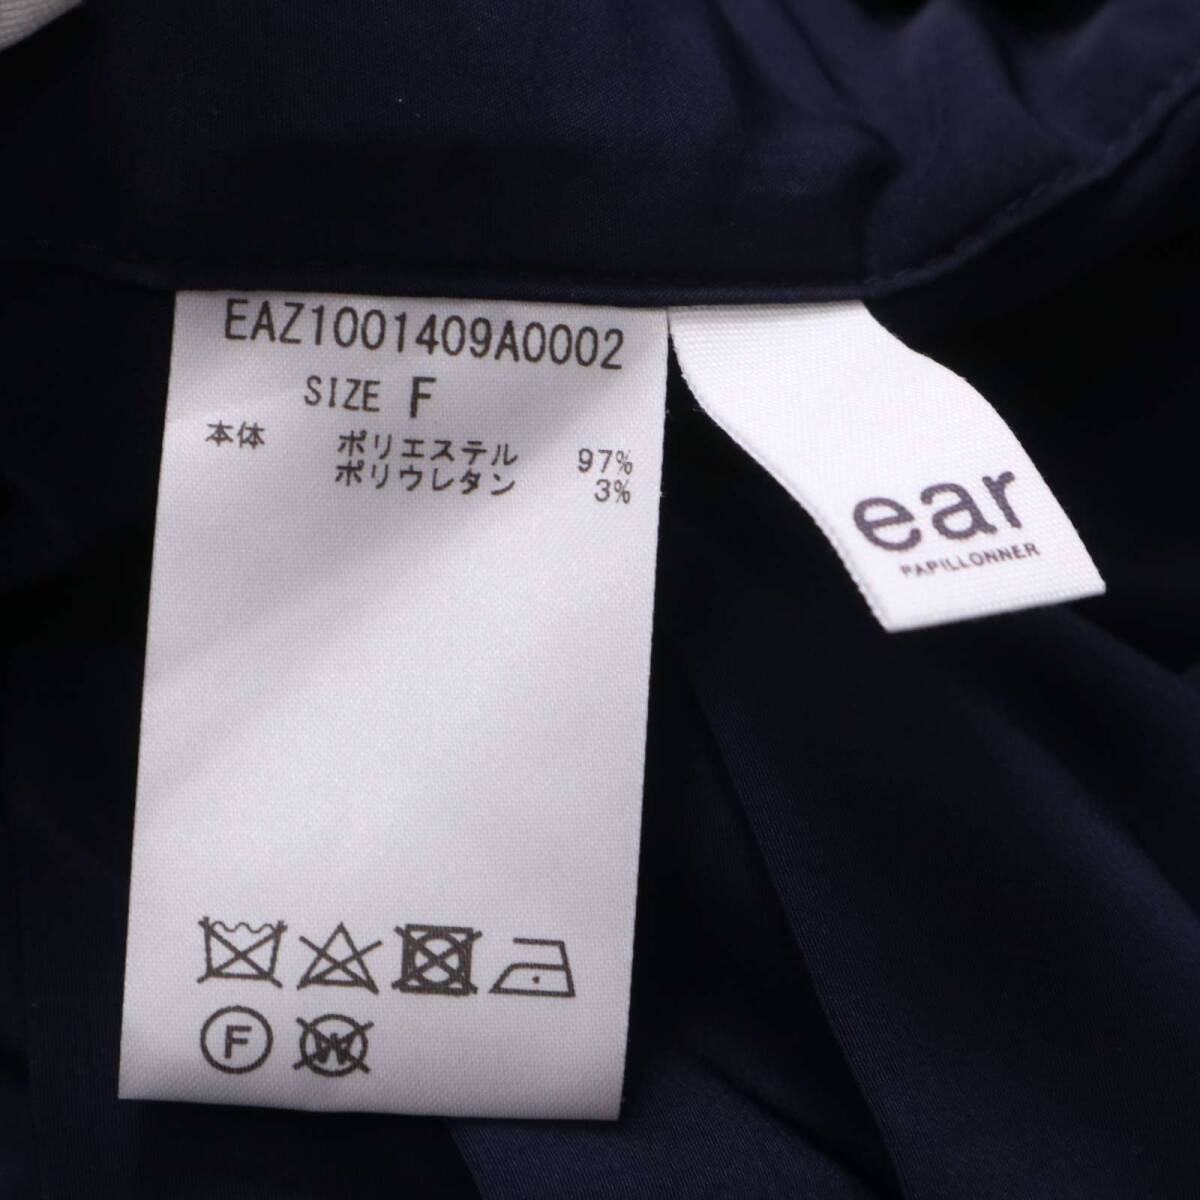 EAZ1001409A0002
SIZE F
本体 ポリエステル 97%
ポリウレタン 3%
F W
ear
PAPILLONNER